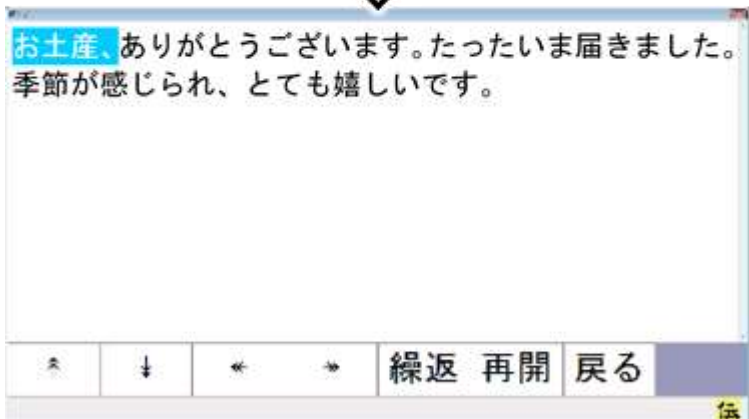 お土産、ありがとうございます。たったいま届きました。
季節が感じられ、とても嬉しいです。
繰返 再開 戻る
伝